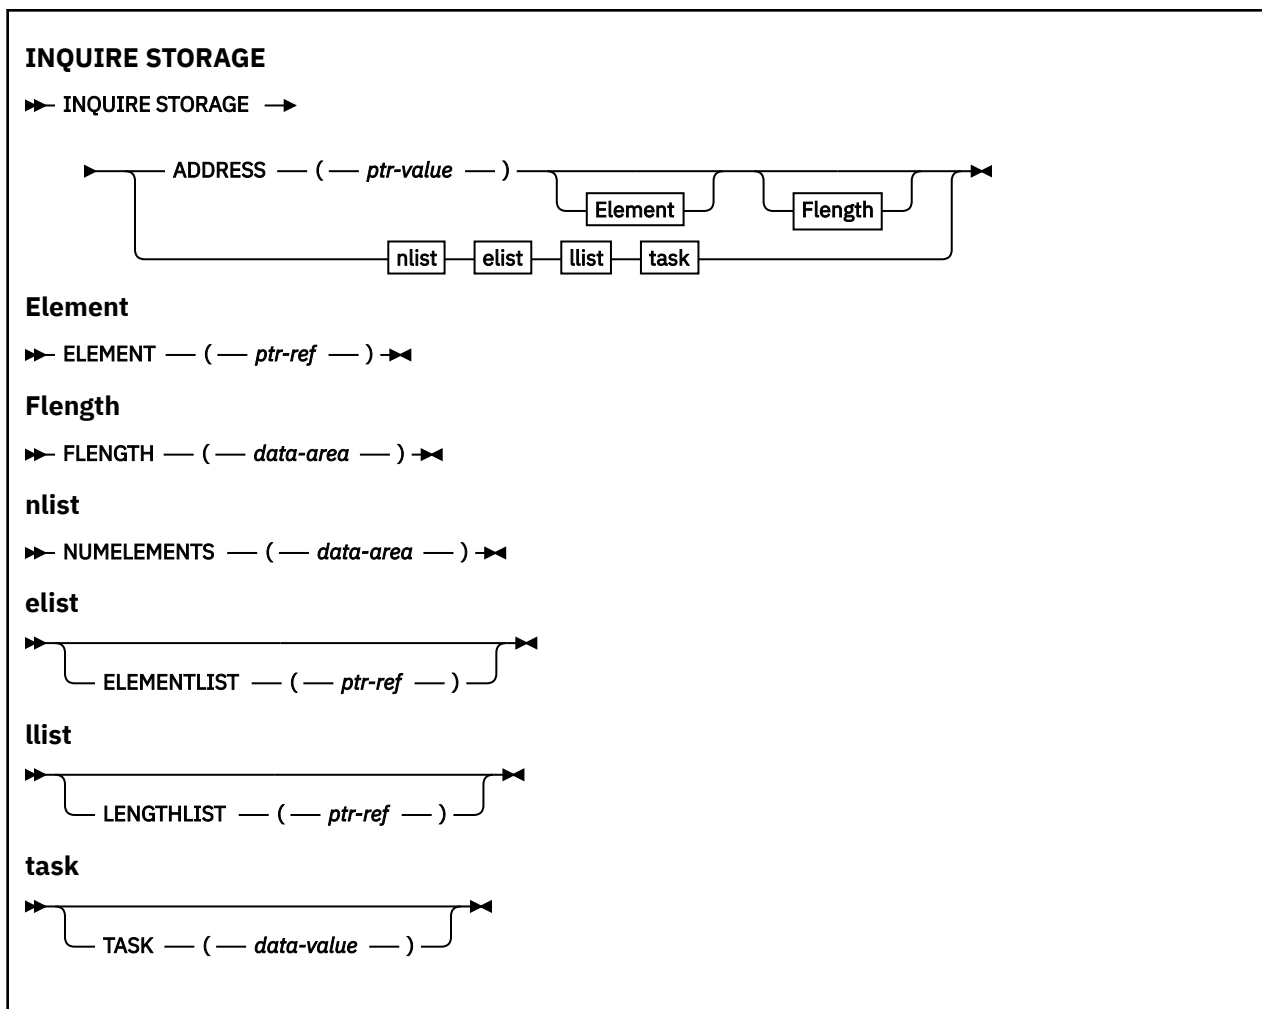 INQUIRE STORAGE
INQUIRE STORAGE
ADDRESS ( ptr-value )
Element Flength
nlist elist llist task
Element
ELEMENT ( ptr-ref )
Flength
FLENGTH ( data-area )
nlist
NUMELEMENTS ( data-area )
elist
ELEMENTLIST ( ptr-ref )
llist
LENGTHLIST ( ptr-ref )
task
TASK ( data-value )